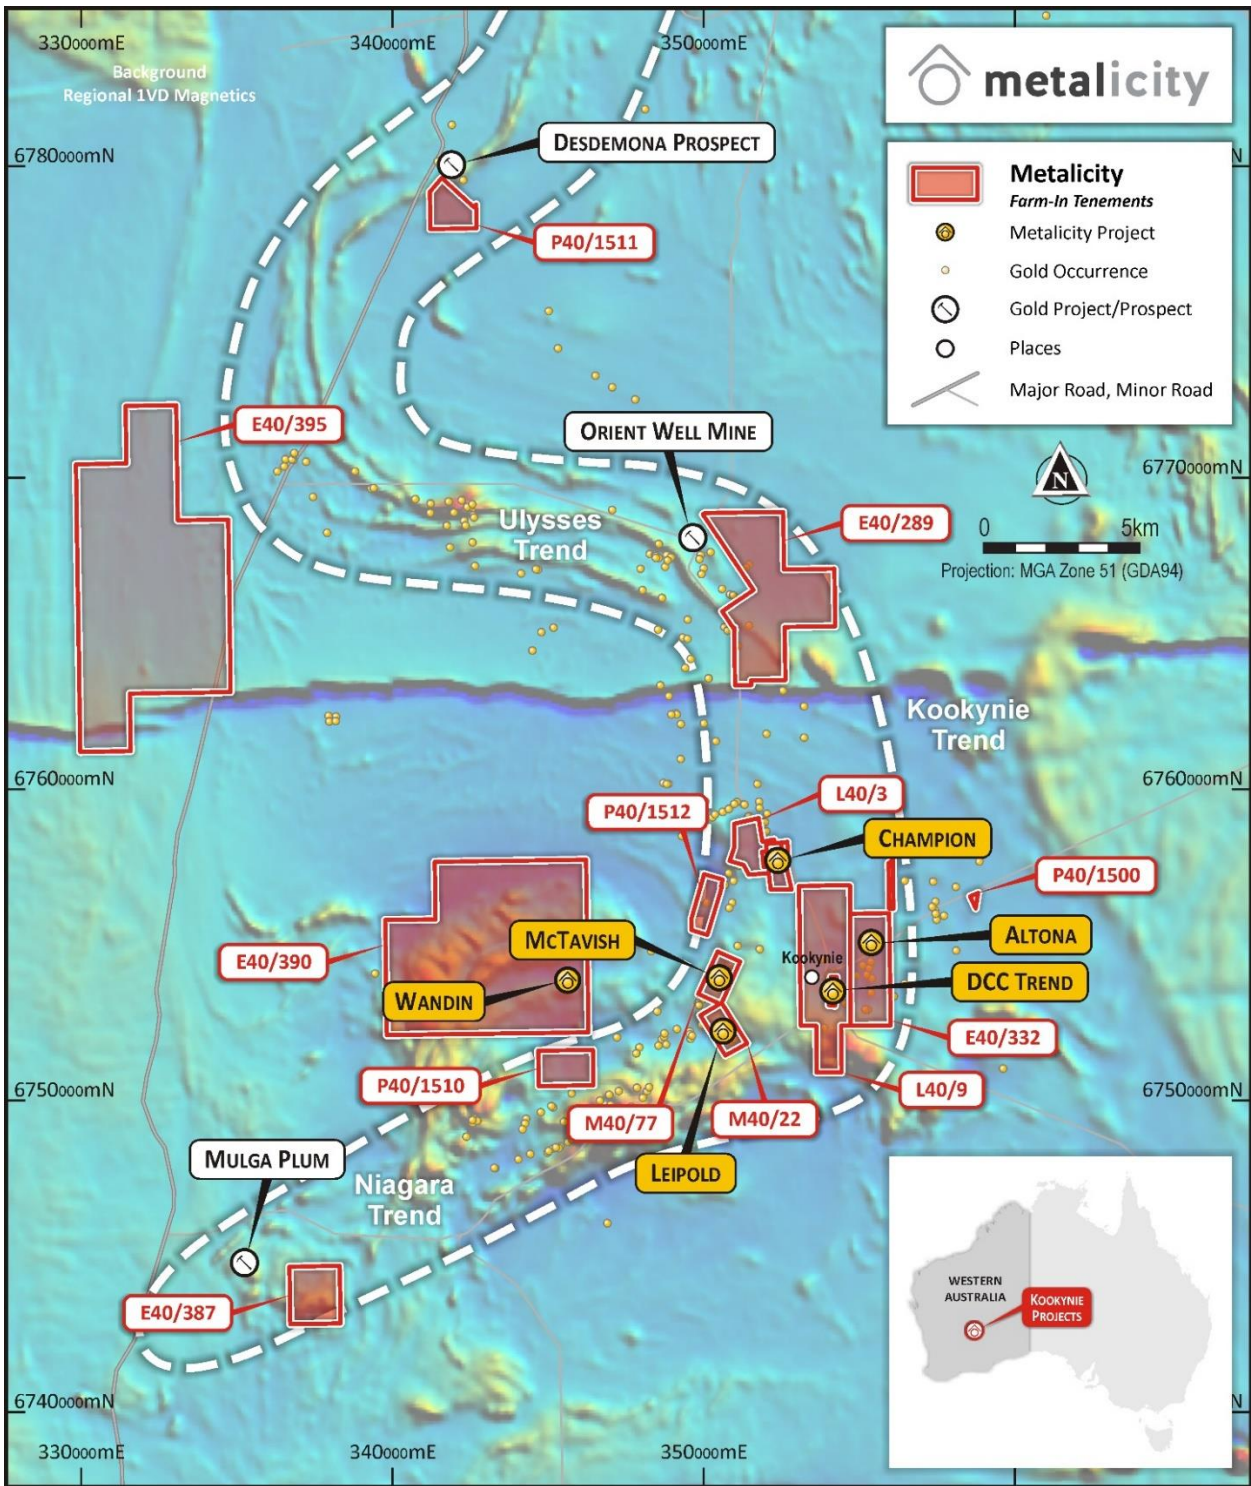 330000mE
340000mE
350000mE
Background
Regional 1VD Magnetics
metalicity
6780000mN
N
DESDEMONA PROSPECT
P40/1511
Metalicity
Farm-In Tenements
Metalicity Project
Gold Occurrence
Gold Project/Prospect
Places
Major Road, Minor Road
E40/395
ORIENT WELL MINE
N
6770000mN
0
5km
Projection: MGA Zone 51 (GDA94)
Ulysses
Trend
E40/289
Kookynie
Trend
6760000mN
6760000mN
L40/3
P40/1512
CHAMPION
P40/1500
MCTAVISH
ALTONA
Kookynie
E40/390
WANDIN
DCC TREND
E40/332
P40/1510
L40/9
6750000mN
6750000mN
M40/77
M40/22
MULGA PLUM
LEIPOLD
Niagara
Trend
E40/387
WESTERN
AUSTRALIA
KOOKYNIE
PROJECTS
6740000mN
N
330000mE
340000mE
350000mE